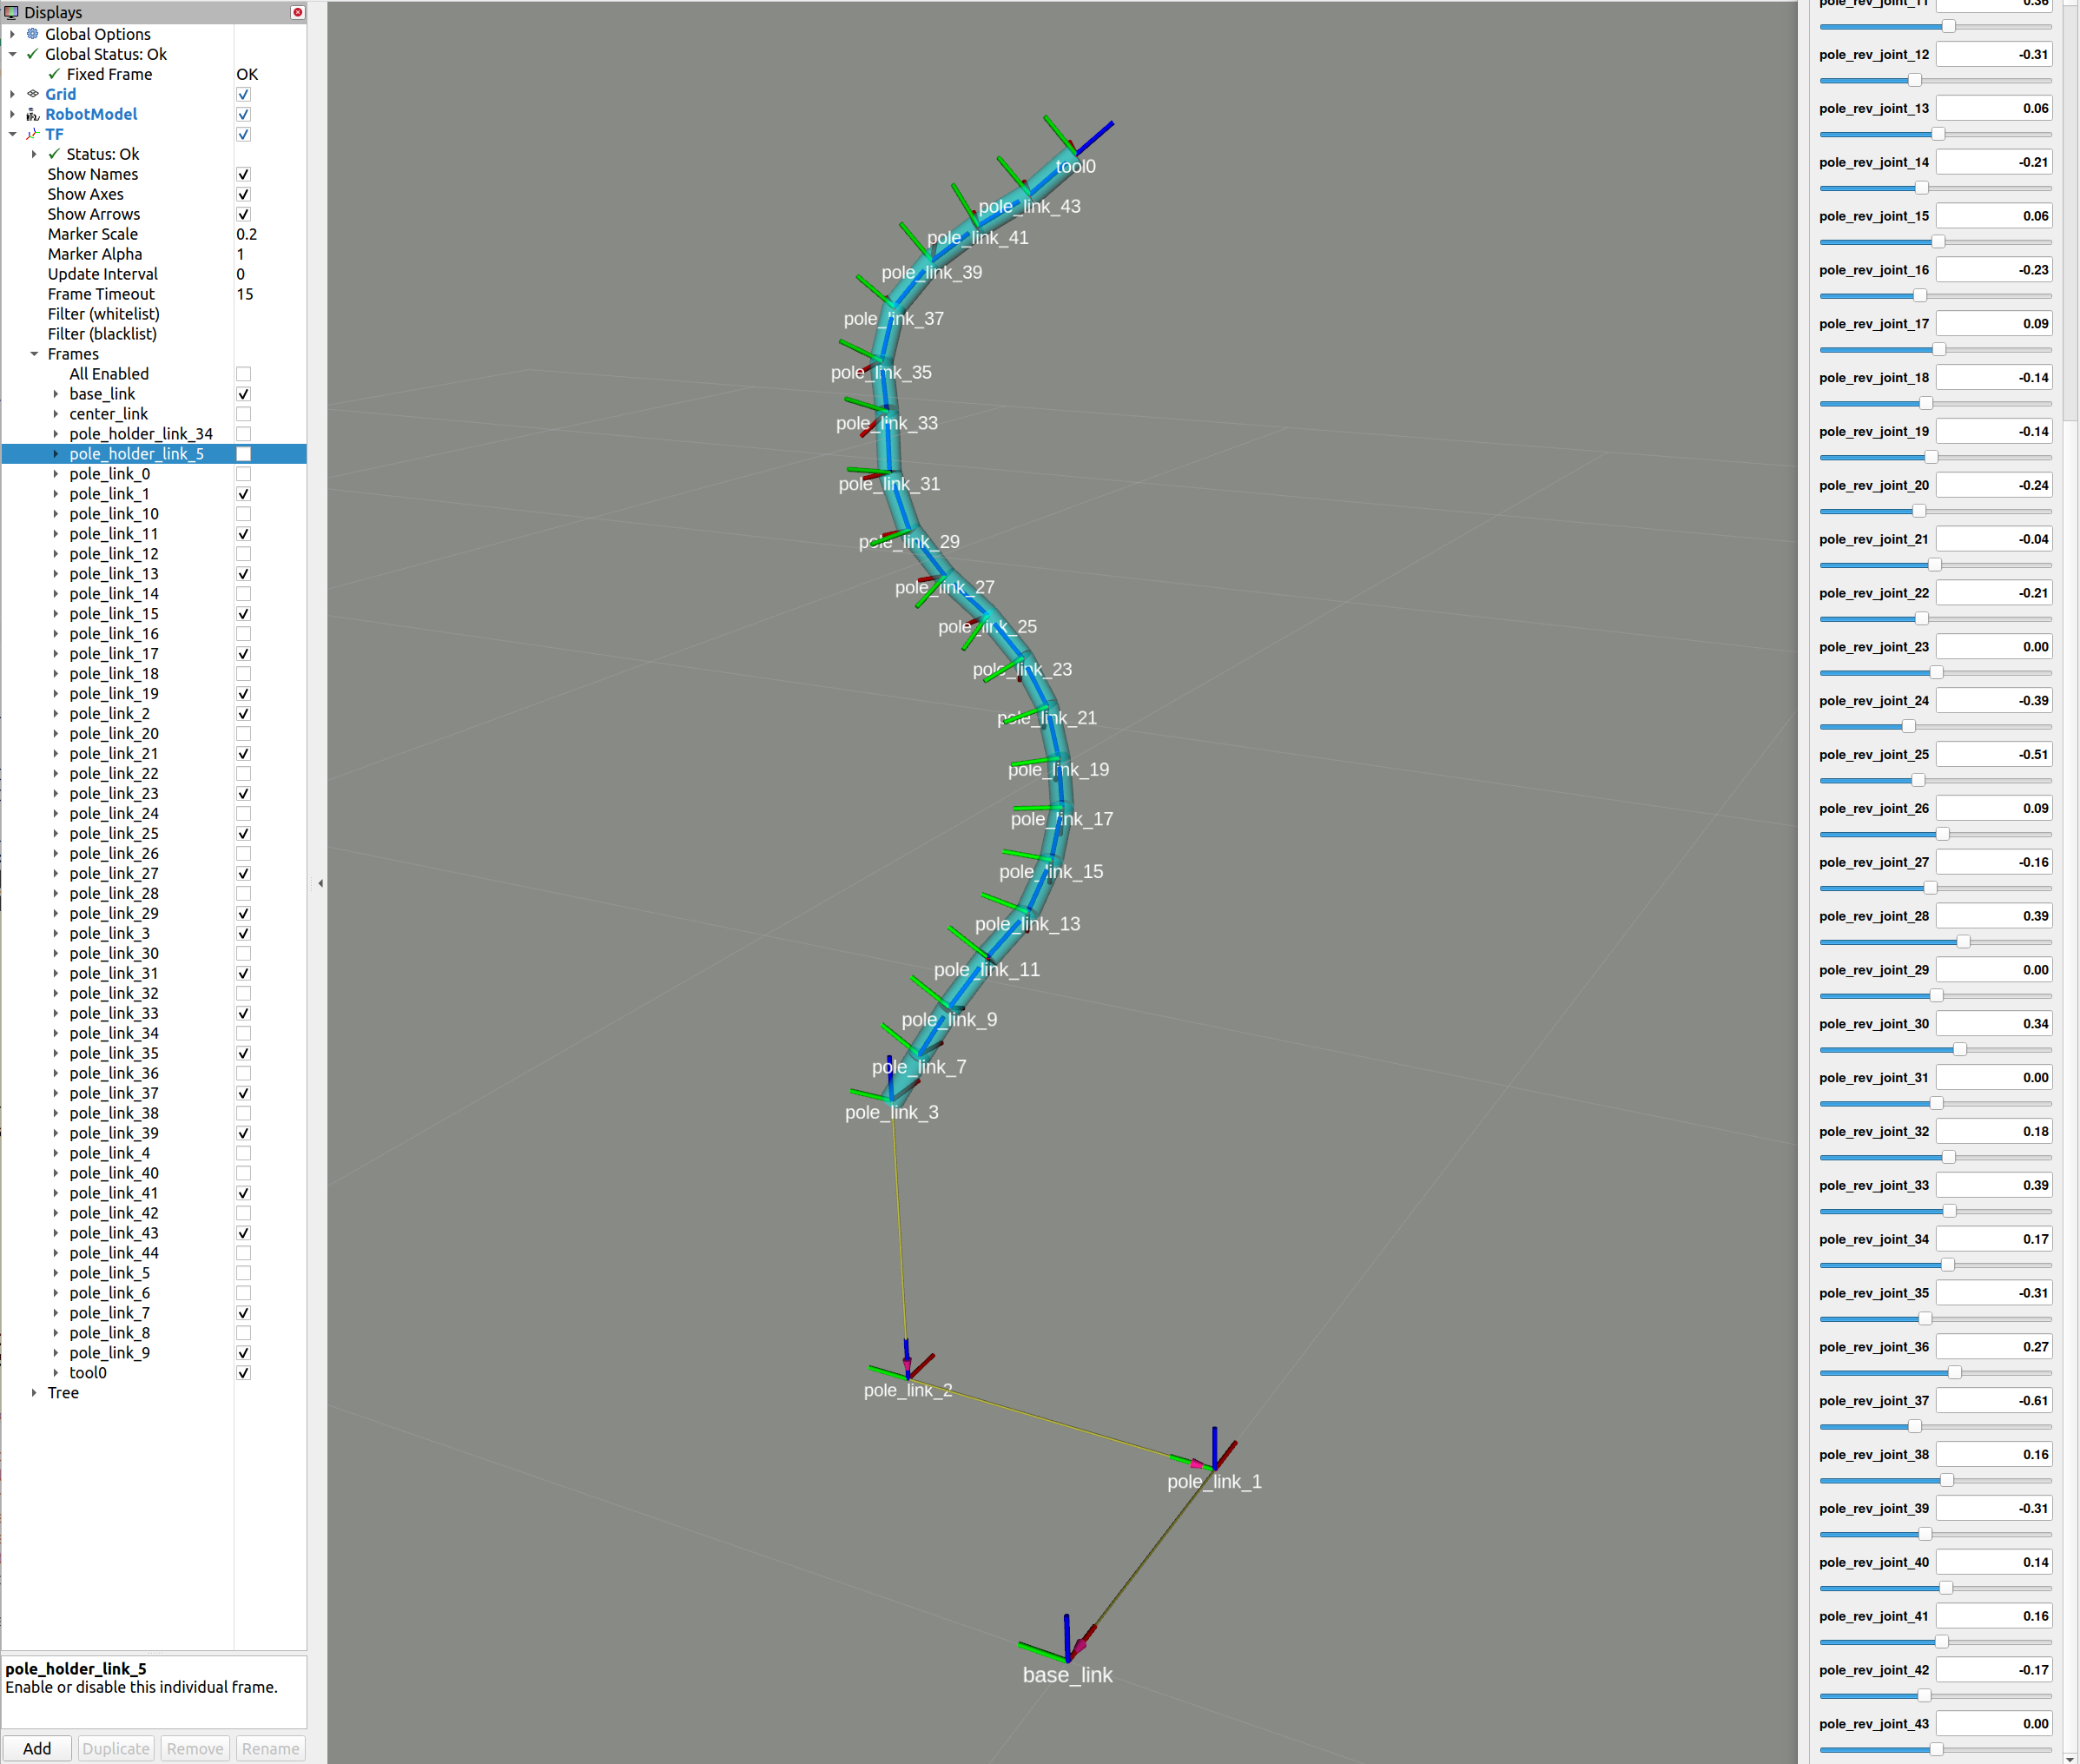 Displays
Global Options
Global Status: Ok
Fixed Frame OK
Grid
RobotModel
TF
Status: Ok
Show Names
Show Axes
Show Arrows
Marker Scale 0.2
Marker Alpha 1
Update Interval 0
Frame Timeout 15
Filter (whitelist)
Filter (blacklist)
Frames
All Enabled
base_link
center_link
pole_holder_link_34
pole_holder_link_5
pole_link_0
pole_link_1
pole_link_10
pole_link_11
pole_link_12
pole_link_13
pole_link_14
pole_link_15
pole_link_16
pole_link_17
pole_link_18
pole_link_19
pole_link_2
pole_link_20
pole_link_21
pole_link_22
pole_link_23
pole_link_24
pole_link_25
pole_link_26
pole_link_27
pole_link_28
pole_link_29
pole_link_3
pole_link_30
pole_link_31
pole_link_32
pole_link_33
pole_link_34
pole_link_35
pole_link_36
pole_link_37
pole_link_38
pole_link_39
pole_link_4
pole_link_40
pole_link_41
pole_link_42
pole_link_43
pole_link_44
pole_link_5
pole_link_6
pole_link_7
pole_link_8
pole_link_9
tool0
Tree
pole_holder_link_5
Enable or disable this individual frame.
Add Duplicate Remove Rename
tool0
pole_link_43
pole_link_41
pole_link_39
pole_link_37
pole_link_35
pole_link_33
pole_link_31
pole_link_29
pole_link_27
pole_link_25
pole_link_23
pole_link_21
pole_link_19
pole_link_17
pole_link_15
pole_link_13
pole_link_11
pole_link_9
pole_link_7
pole_link_3
pole_link_2
pole_link_1
base_link
pole_rev_joint_11 0.36
pole_rev_joint_12 -0.31
pole_rev_joint_13 0.06
pole_rev_joint_14 -0.21
pole_rev_joint_15 0.06
pole_rev_joint_16 -0.23
pole_rev_joint_17 0.09
pole_rev_joint_18 -0.14
pole_rev_joint_19 -0.14
pole_rev_joint_20 -0.24
pole_rev_joint_21 -0.04
pole_rev_joint_22 -0.21
pole_rev_joint_23 0.00
pole_rev_joint_24 -0.39
pole_rev_joint_25 -0.51
pole_rev_joint_26 0.09
pole_rev_joint_27 -0.16
pole_rev_joint_28 0.39
pole_rev_joint_29 0.00
pole_rev_joint_30 0.34
pole_rev_joint_31 0.00
pole_rev_joint_32 0.18
pole_rev_joint_33 0.39
pole_rev_joint_34 0.17
pole_rev_joint_35 -0.31
pole_rev_joint_36 0.27
pole_rev_joint_37 -0.61
pole_rev_joint_38 0.16
pole_rev_joint_39 -0.31
pole_rev_joint_40 0.14
pole_rev_joint_41 0.16
pole_rev_joint_42 -0.17
pole_rev_joint_43 0.00